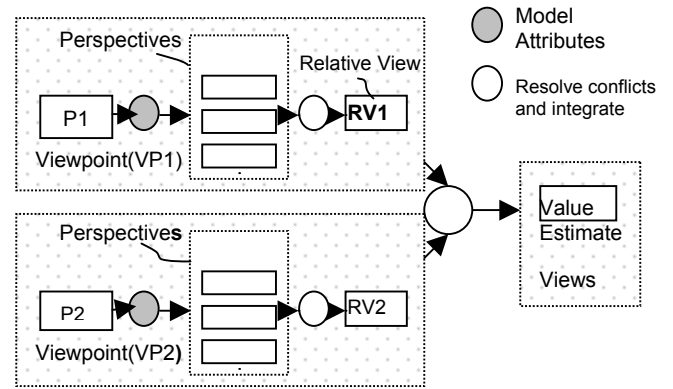 Perspectives
Relative View
P1
RV1
Viewpoint(VP1)
Perspectives
P2
RV2
Viewpoint(VP2)
Model
Attributes
Resolve conflicts
and integrate
Value
Estimate
Views